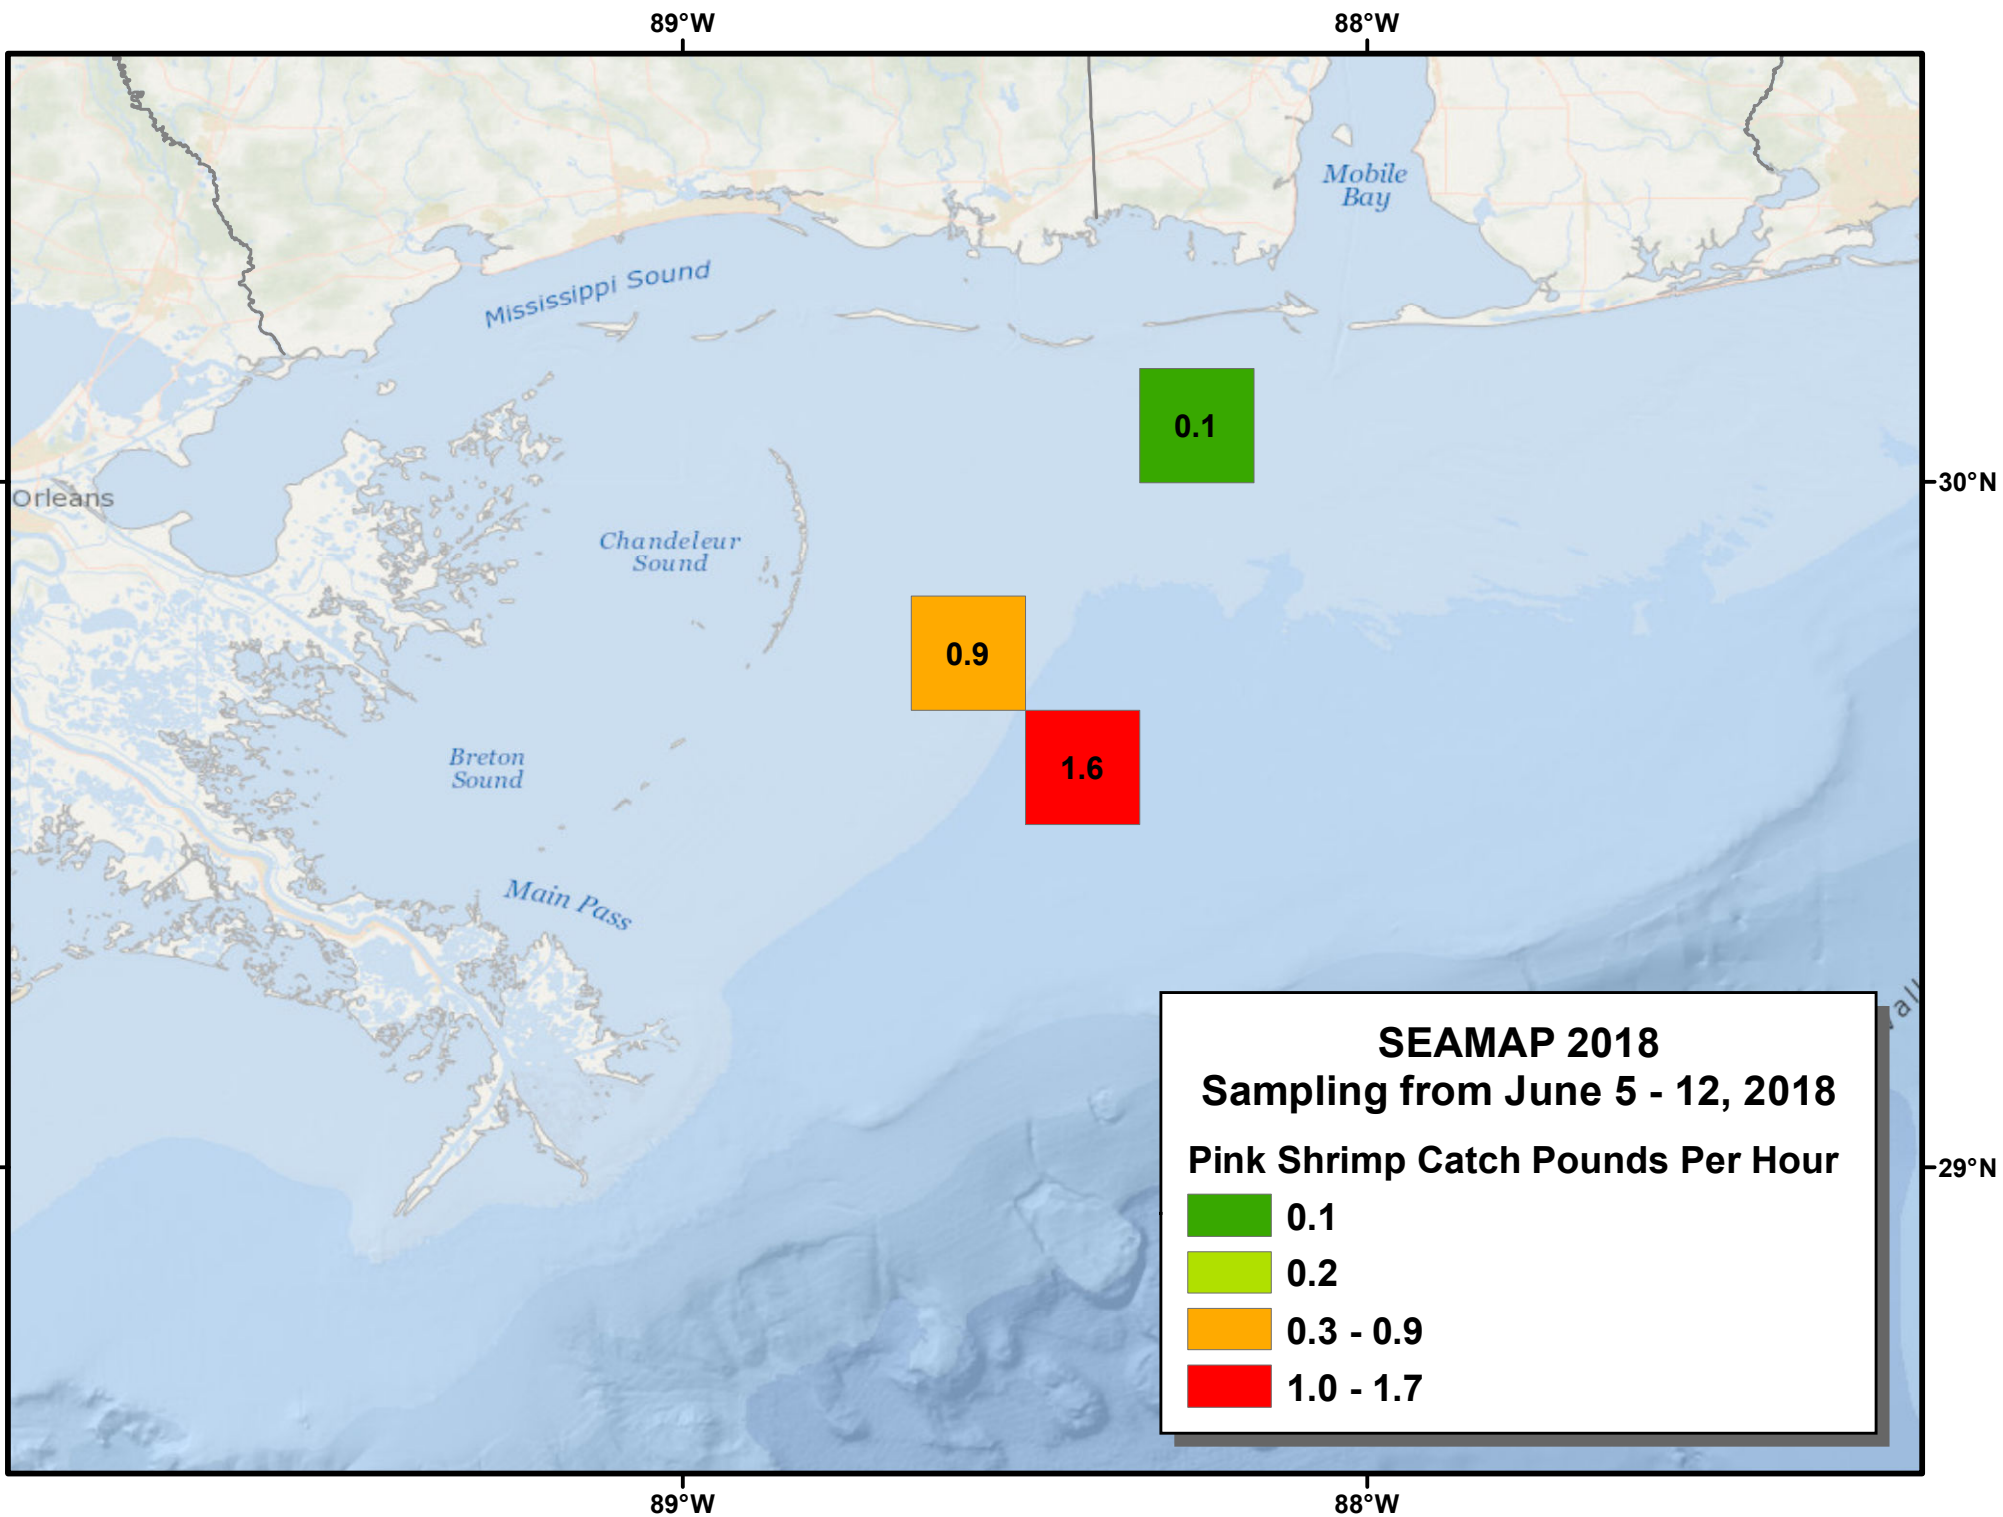 89°W
88°W
Mobile
Bay
Mississippi Sound
0.1
30°N
Orleans
Chandeleur
Sound
0.9
1.6
Breton
Sound
Main Pass
SEAMAP 2018
Sampling from June 5 - 12, 2018
Pink Shrimp Catch Pounds Per Hour
29°N
0.1
0.2
0.3 - 0.9
1.0 - 1.7
89°W
88°W